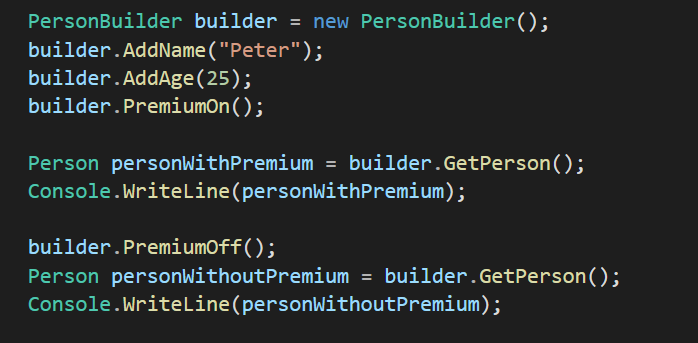 PersonBuilder builder = new PersonBuilder();
builder.AddName("Peter");
builder.AddAge(25);
builder.PremiumOn();
Person personWithPremium = builder.GetPerson();
Console.WriteLine(personWithPremium);
builder.PremiumOff();
Person personWithoutPremium = builder.GetPerson();
Console.WriteLine(personWithoutPremium);